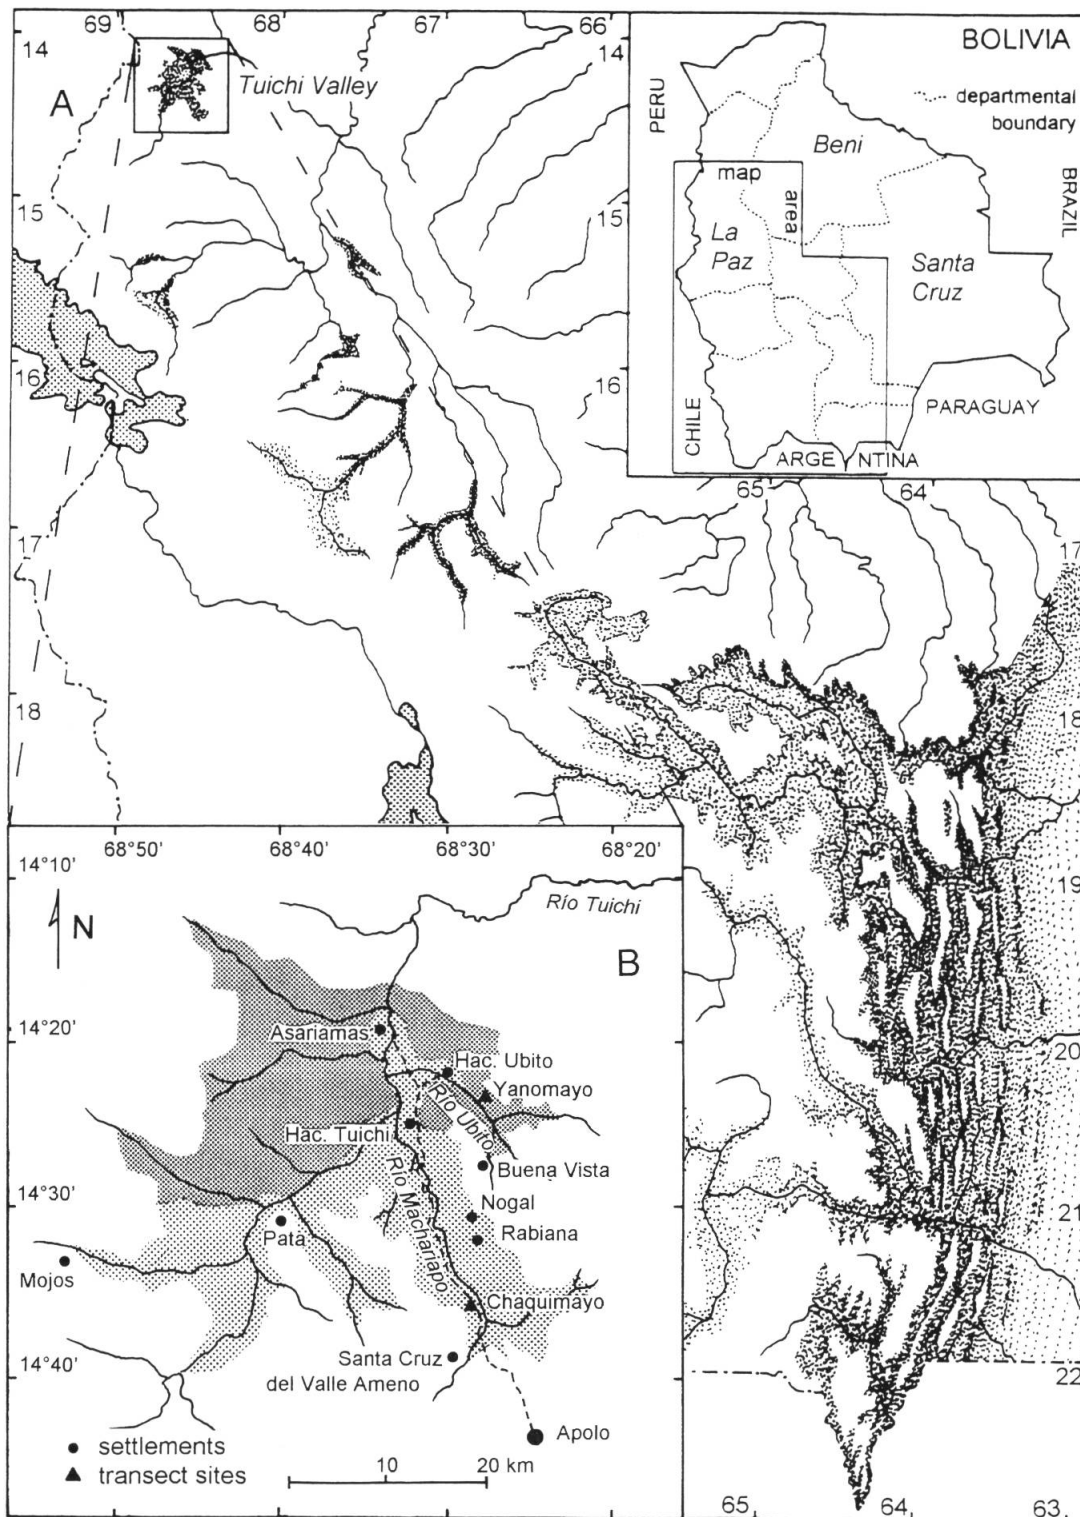 69
68
67
66
14
14
A
Tuichi Valley
BOLIVIA
departmental
boundary
PERU
Beni
BRAZIL
map
area
La
Paz
Santa
Cruz
CHILE
PARAGUAY
ARGE NTINA
15
15
16
16
65
64
17
17
18
18
19
20
21
22
65
64
63
68°50'
68°40'
68°30'
68°20'
14°10'
N
Río Tuichi
B
14°20'
Asariamas
Hac. Ubito
Yanomayo
Río Ubito
Hac. Tuichi
Río Machariapo
Buena Vista
14°30'
Nogal
Rabiana
Pata
Mojos
Chaquimayo
14°40'
Santa Cruz
del Valle Ameno
Apolo
settlements
transect sites
10
20 km